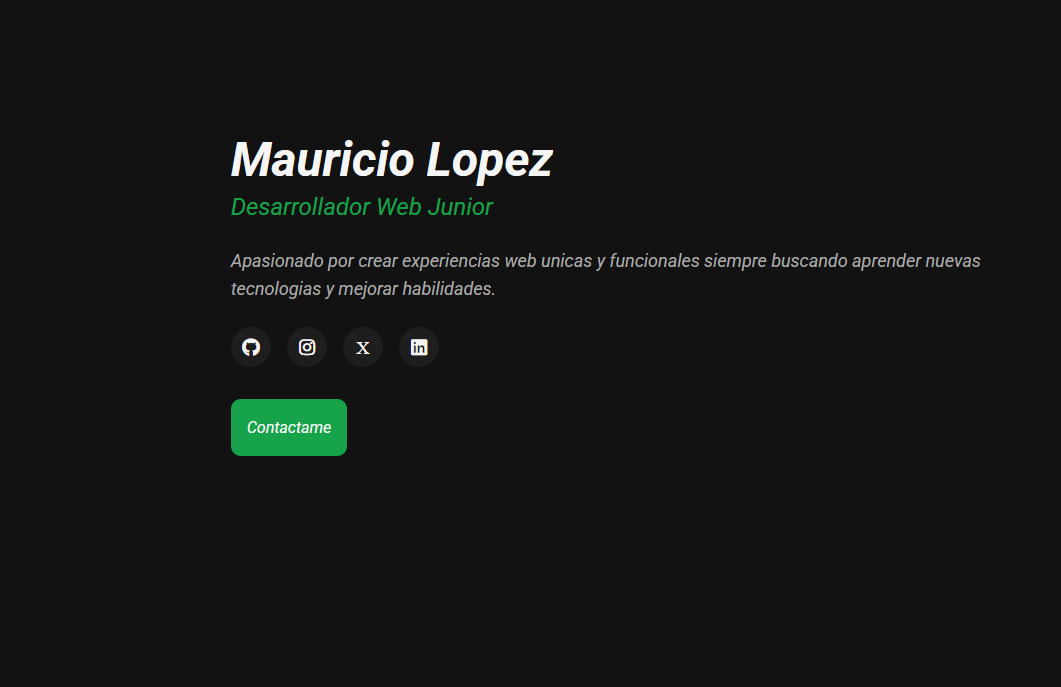 Mauricio Lopez
Desarrollador Web Junior
Apasionado por crear experiencias web unicas y funcionales siempre buscando aprender nuevas
tecnologias y mejorar habilidades.
X in
Contactame